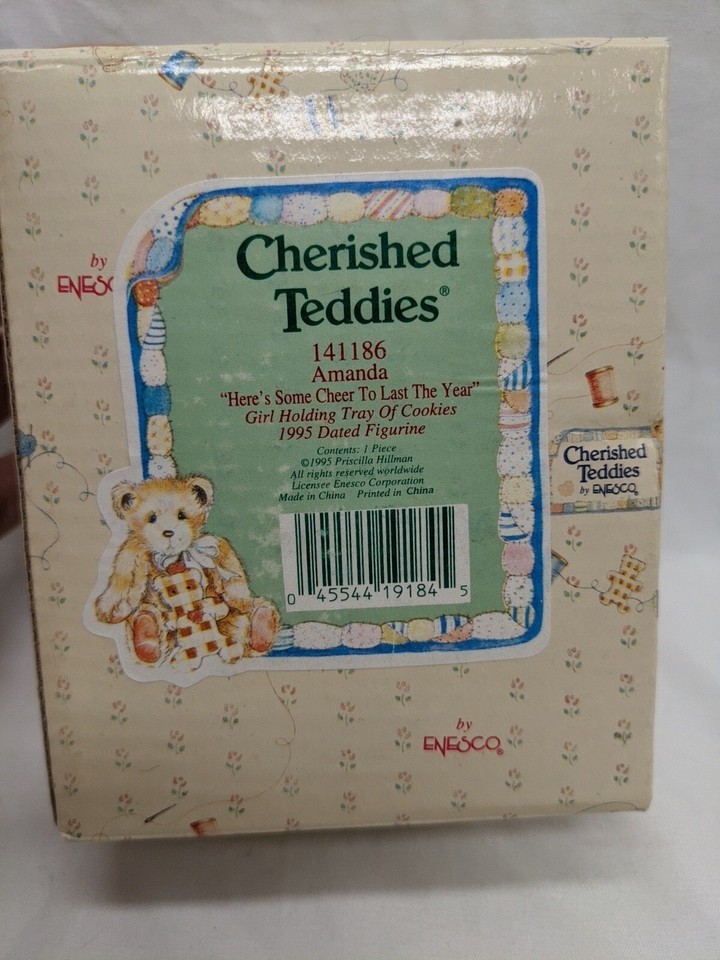 by
ENESC
Cherished
Teddies®
141186
Amanda
"Here's Some Cheer To Last The Year"
Girl Holding Tray Of Cookies
1995 Dated Figurine
Contents: 1 Piece
©1995 Priscilla Hillman
All rights reserved worldwide
Licensee Enesco Corporation
Made in China Printed in China
0 45544 19184 5
Cherished
Teddies
by ENESCO®
by
ENESCO®